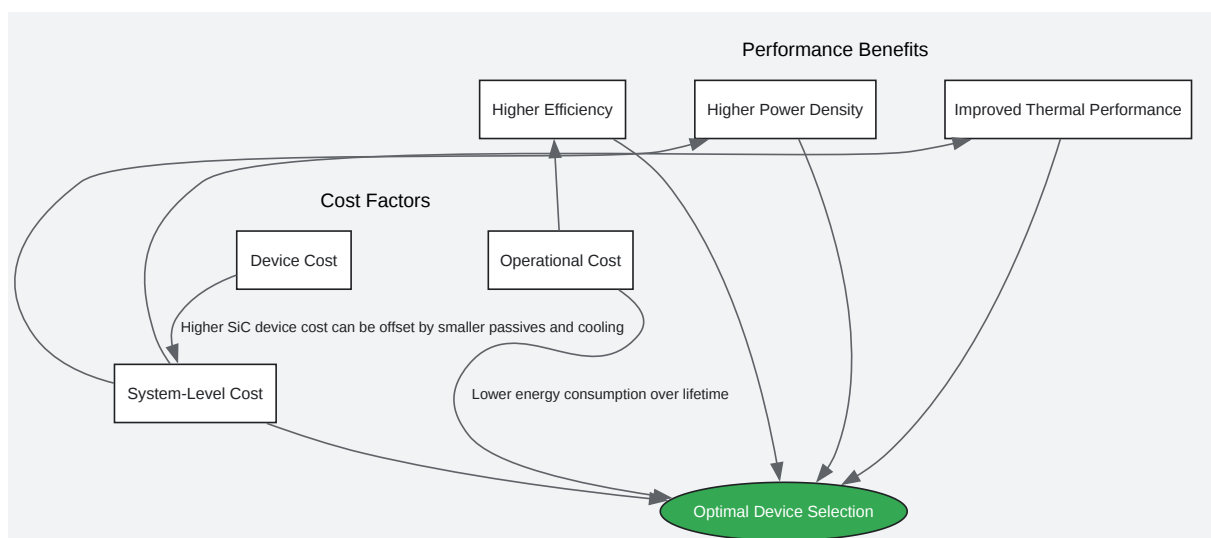 Performance Benefits
Higher Efficiency
Higher Power Density
Improved Thermal Performance
Cost Factors
Device Cost
Operational Cost
Higher SiC device cost can be offset by smaller passives and cooling
System-Level Cost
Lower energy consumption over lifetime
Optimal Device Selection